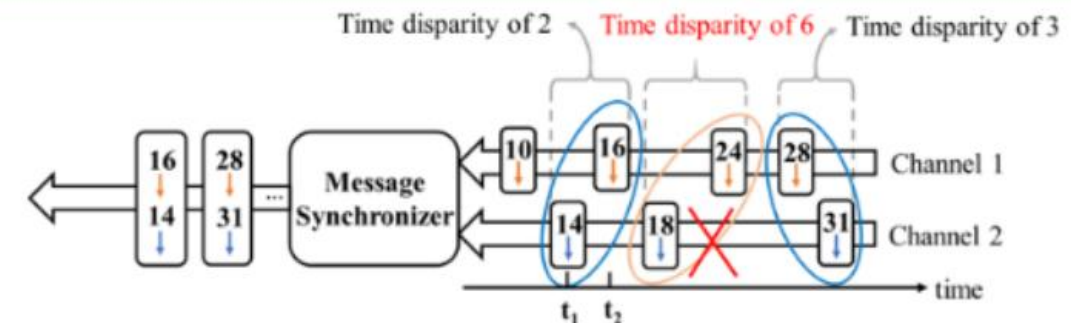 Time disparity of 2 Time disparity of 6 Time disparity of 3
10 16 24 28 Channel 1
16 28 Message Synchronizer
14 31 ...
14 18 31 Channel 2
time
t1 t2